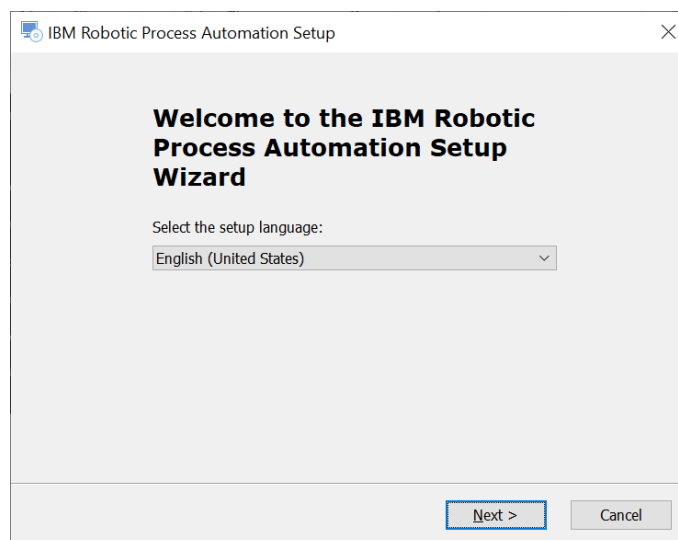 IBM Robotic Process Automation Setup
Welcome to the IBM Robotic
Process Automation Setup
Wizard
Select the setup language:
English (United States)
Next >
Cancel